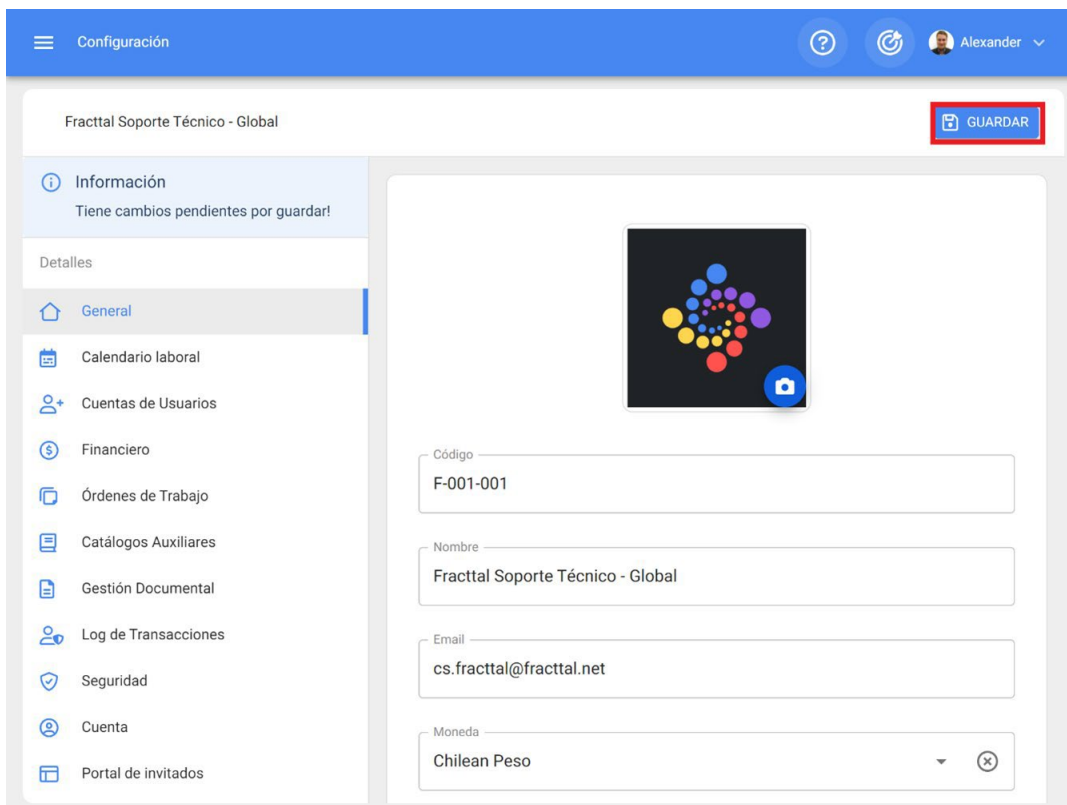 Configuración
Alexander
Fracttal Soporte Técnico - Global
GUARDAR
Información
Tiene cambios pendientes por guardar!
Detalles
General
Calendario laboral
Cuentas de Usuarios
Financiero
Órdenes de Trabajo
Catálogos Auxiliares
Gestión Documental
Log de Transacciones
Seguridad
Cuenta
Portal de invitados
Código
F-001-001
Nombre
Fracttal Soporte Técnico - Global
Email
cs.fracttal@fracttal.net
Moneda
Chilean Peso